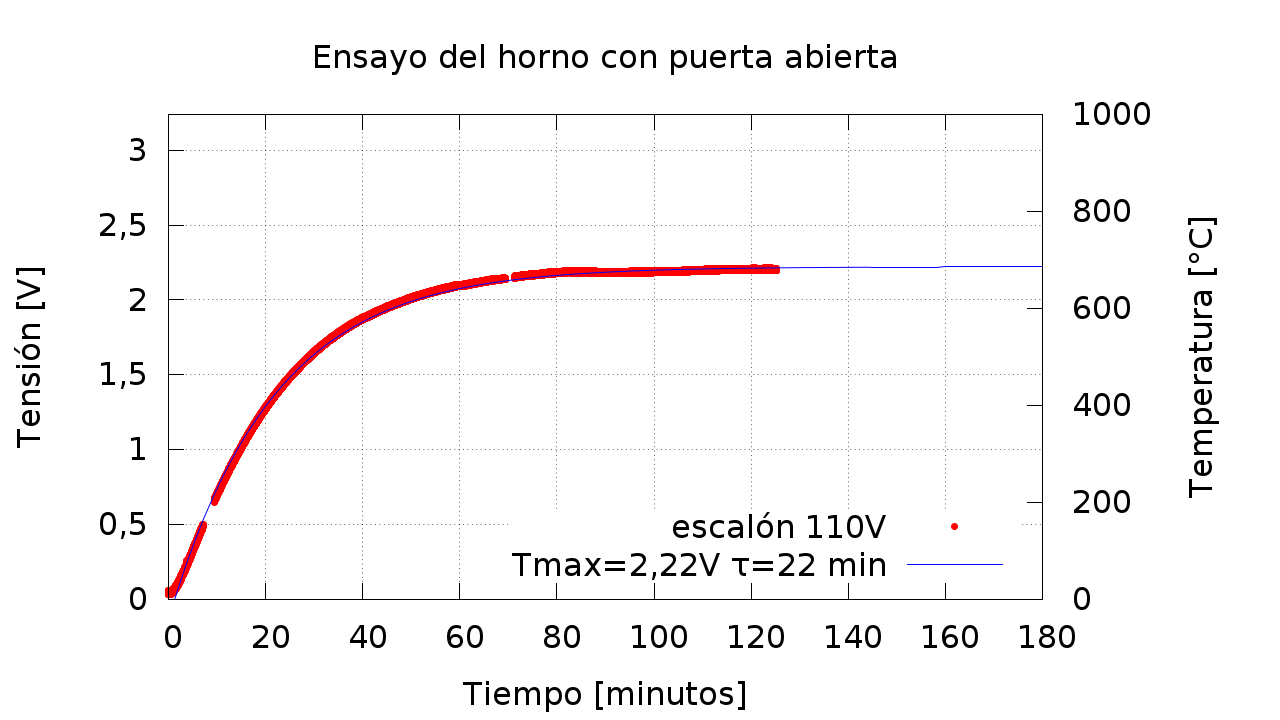 Ensayo del horno con puerta abierta
Tensión [V]
3
2,5
2
1,5
1
0,5
0
1000
800
600
400
200
0
Temperatura [°C]
escalón 110V
Tmax=2,22V τ=22 min
0 20 40 60 80 100 120 140 160 180
Tiempo [minutos]